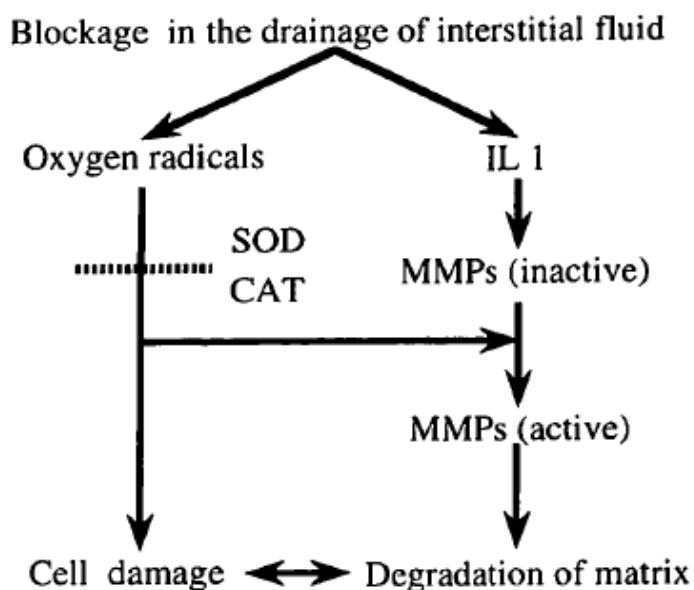 Blockage in the drainage of interstitial fluid
Oxygen radicals
IL 1
SOD
CAT
MMPs (inactive)
MMPs (active)
Cell damage
Degradation of matrix